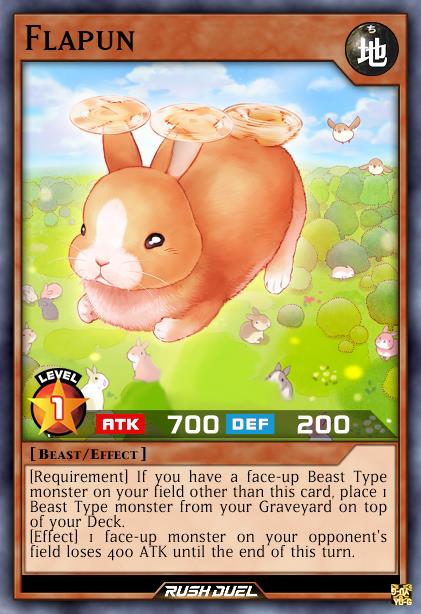 FLAPUN
ち
地
LEVEL
1
ATK 700 DEF 200
[BEAST/EFFECT]
[Requirement] If you have a face-up Beast Type
monster on your field other than this card, place 1
Beast Type monster from your Graveyard on top
of your Deck.
[Effect] 1 face-up monster on your opponent's
field loses 400 ATK until the end of this turn.
RUSH DUEL